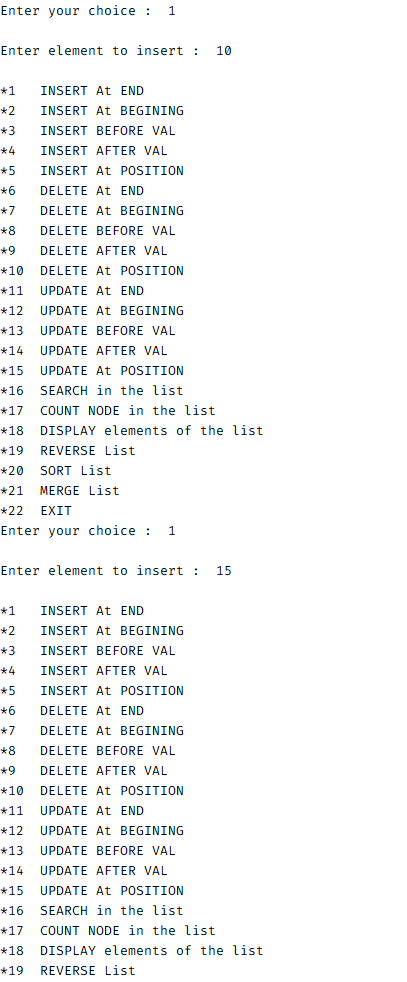 Enter your choice :  1
Enter element to insert :  10
*1   INSERT At END
*2   INSERT At BEGINING
*3   INSERT BEFORE VAL
*4   INSERT AFTER VAL
*5   INSERT At POSITION
*6   DELETE At END
*7   DELETE At BEGINING
*8   DELETE BEFORE VAL
*9   DELETE AFTER VAL
*10  DELETE At POSITION
*11  UPDATE At END
*12  UPDATE At BEGINING
*13  UPDATE BEFORE VAL
*14  UPDATE AFTER VAL
*15  UPDATE At POSITION
*16  SEARCH in the list
*17  COUNT NODE in the list
*18  DISPLAY elements of the list
*19  REVERSE List
*20  SORT List
*21  MERGE List
*22  EXIT
Enter your choice :  1
Enter element to insert :  15
*1   INSERT At END
*2   INSERT At BEGINING
*3   INSERT BEFORE VAL
*4   INSERT AFTER VAL
*5   INSERT At POSITION
*6   DELETE At END
*7   DELETE At BEGINING
*8   DELETE BEFORE VAL
*9   DELETE AFTER VAL
*10  DELETE At POSITION
*11  UPDATE At END
*12  UPDATE At BEGINING
*13  UPDATE BEFORE VAL
*14  UPDATE AFTER VAL
*15  UPDATE At POSITION
*16  SEARCH in the list
*17  COUNT NODE in the list
*18  DISPLAY elements of the list
*19  REVERSE List